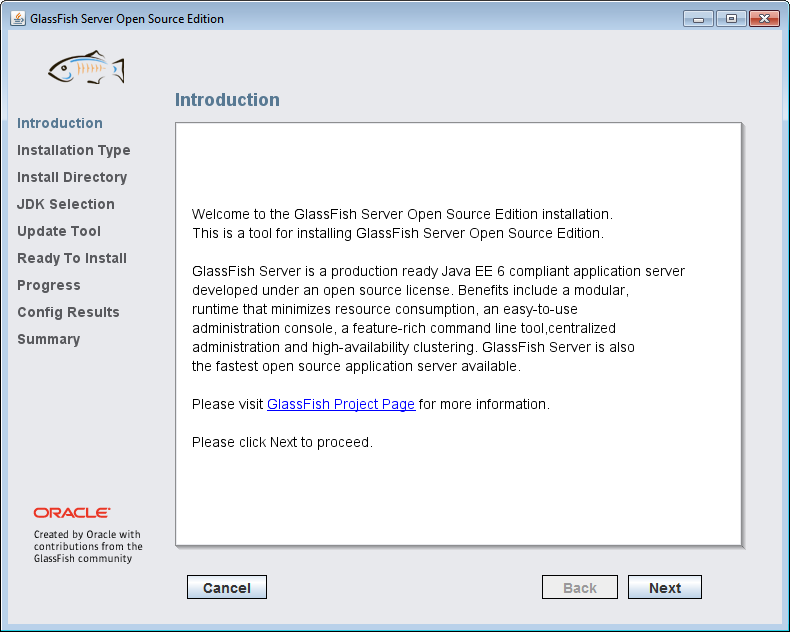 GlassFish Server Open Source Edition
Introduction
Installation Type
Install Directory
JDK Selection
Update Tool
Ready To Install
Progress
Config Results
Summary
ORACLE
Created by Oracle with
contributions from the
GlassFish community
Introduction
Welcome to the GlassFish Server Open Source Edition installation.
This is a tool for installing GlassFish Server Open Source Edition.
GlassFish Server is a production ready Java EE 6 compliant application server
developed under an open source license. Benefits include a modular,
runtime that minimizes resource consumption, an easy-to-use
administration console, a feature-rich command line tool,centralized
administration and high-availability clustering. GlassFish Server is also
the fastest open source application server available.
Please visit GlassFish Project Page for more information.
Please click Next to proceed.
Cancel
Back
Next